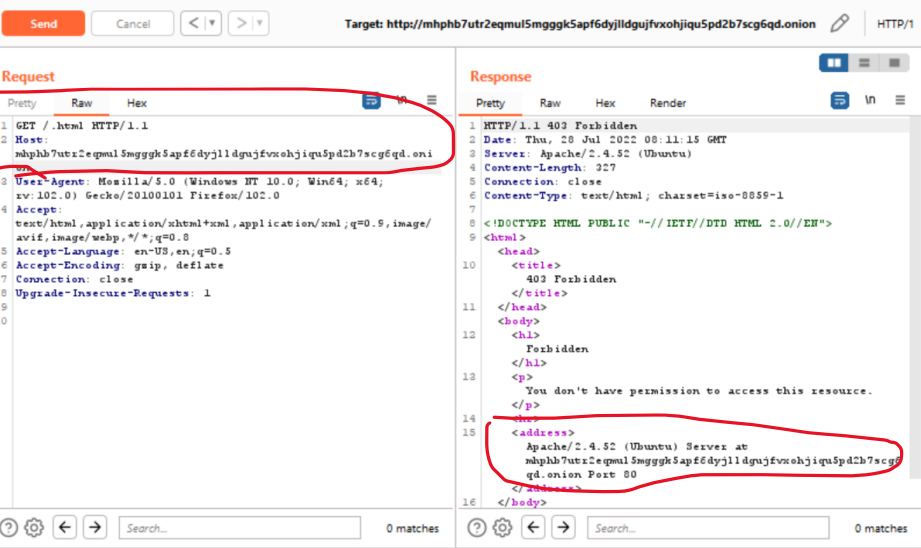 Send
Cancel
< | ▾
> | ▾
Target: http://mhphb7utr2eqmul5mgggk5apf6dyjlldgujfvxohjiqu5pd2b7scg6qd.onion
HTTP/1
Request
Pretty Raw Hex
\n
1 GET /.html HTTP/1.1
2 Host:
mhphb7utr2eqmul5mgggk5apf6dyjlldgujfvxohjiqu5pd2b7scg6qd.oni
3 User-Agent: Mozilla/5.0 (Windows NT 10.0; Win64; x64;
rv:102.0) Gecko/20100101 Firefox/102.0
4 Accept:
text/html,application/xhtml+xml,application/xml;q=0.9,image/
avif,image/webp,*/*;q=0.8
5 Accept-Language: en-US,en;q=0.5
6 Accept-Encoding: gzip, deflate
7 Connection: close
8 Upgrade-Insecure-Requests: 1
9
0
Search...
0 matches
Response
Pretty Raw Hex Render
\n
1 HTTP/1.1 403 Forbidden
2 Date: Thu, 28 Jul 2022 08:11:15 GMT
3 Server: Apache/2.4.52 (Ubuntu)
4 Content-Length: 327
5 Connection: close
6 Content-Type: text/html; charset=iso-8859-1
7
8 <!DOCTYPE HTML PUBLIC "-//IETF//DTD HTML 2.0//EN">
9 <html>
<head>
10 <title>
403 Forbidden
</title>
11 </head>
<body>
12 <h1>
Forbidden
</h1>
13 <p>
You don't have permission to access this resource.
</p>
14 <hr>
15 <address>
Apache/2.4.52 (Ubuntu) Server at
mhphb7utr2eqmul5mgggk5apf6dyjlldgujfvxohjiqu5pd2b7scg6
qd.onion Port 80
</address>
16 </body>
Search...
0 matches